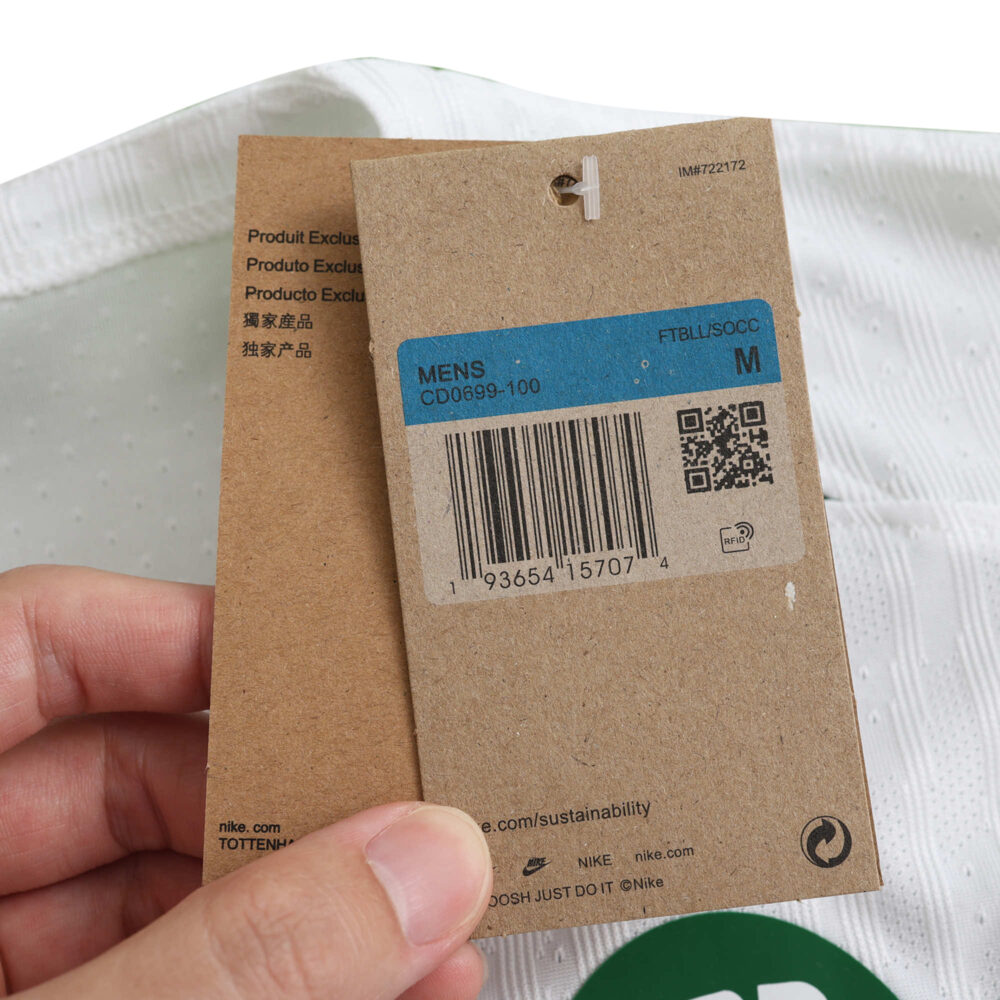 Produit Exclus
Produto Exclus
Producto Exclu
獨家産品
独家产品
nike. com
TOTTENHA
IM#722172
MENS
CD0699-100
FTBLL/SOCC
M
1 93654 15707 4
RFID
e.com/sustainability
NIKE
NIKE nike.com
OOSH JUST DO IT ©Nike